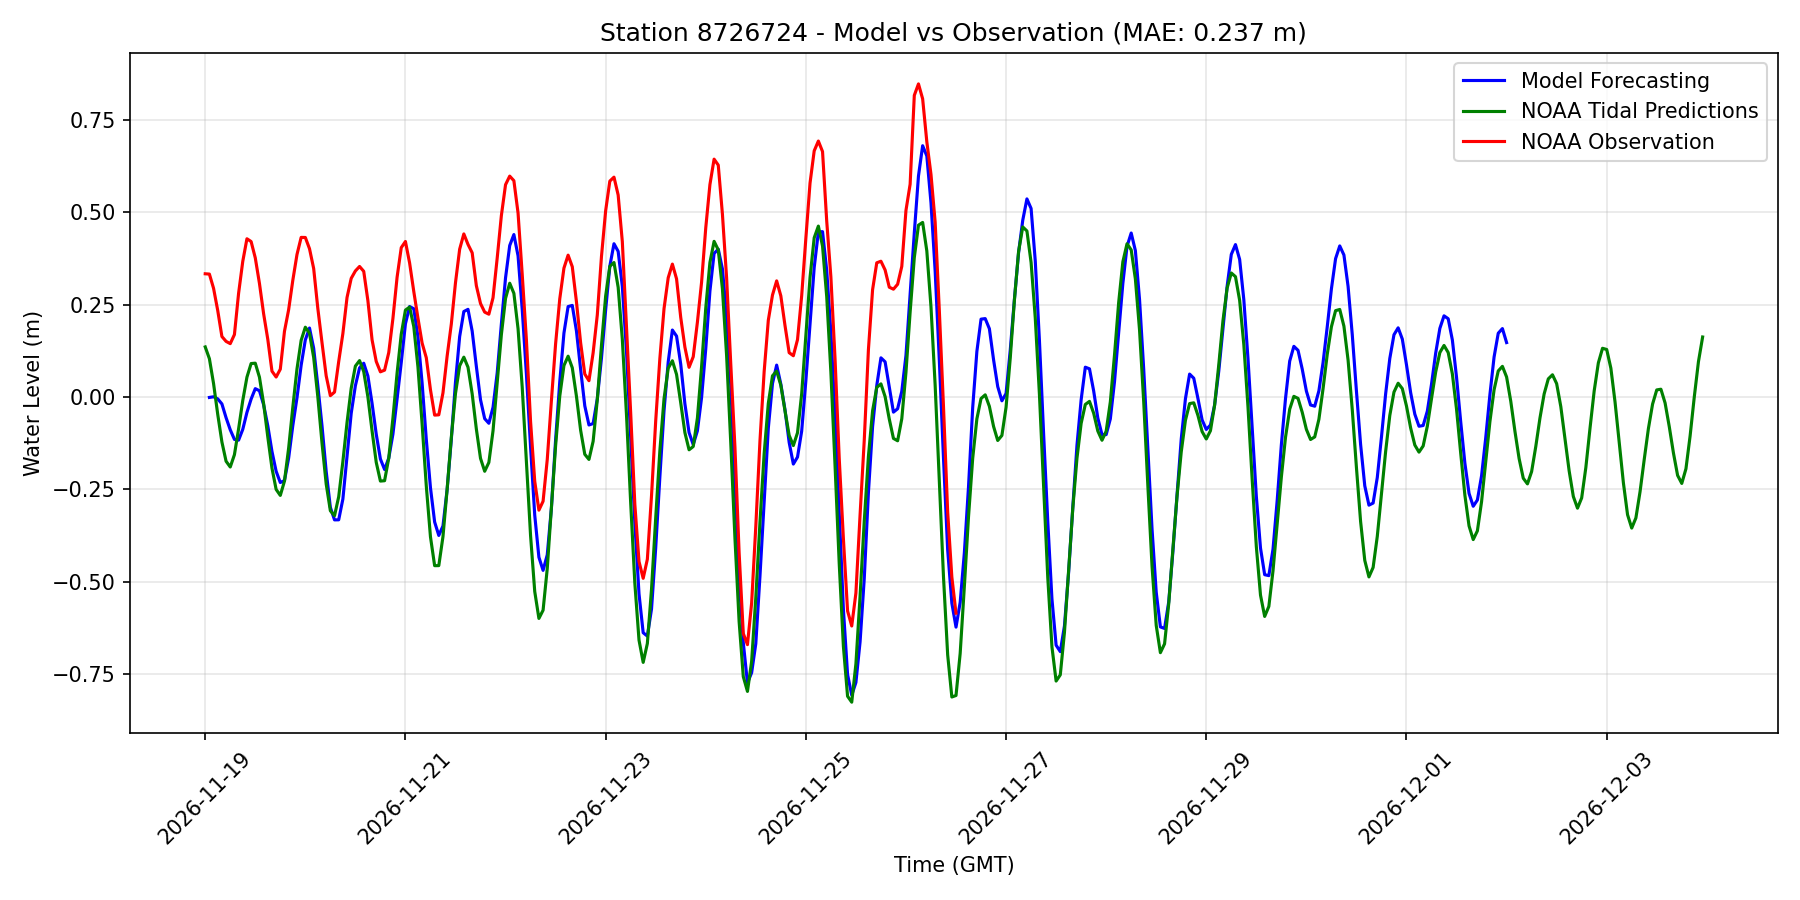 Station 8726724 - Model vs Observation (MAE: 0.237 m)
Model Forecasting
NOAA Tidal Predictions
NOAA Observation
Water Level (m)
0.75
0.50
0.25
0.00
−0.25
−0.50
−0.75
2026-11-19
2026-11-21
2026-11-23
2026-11-25
2026-11-27
2026-11-29
2026-12-01
2026-12-03
Time (GMT)